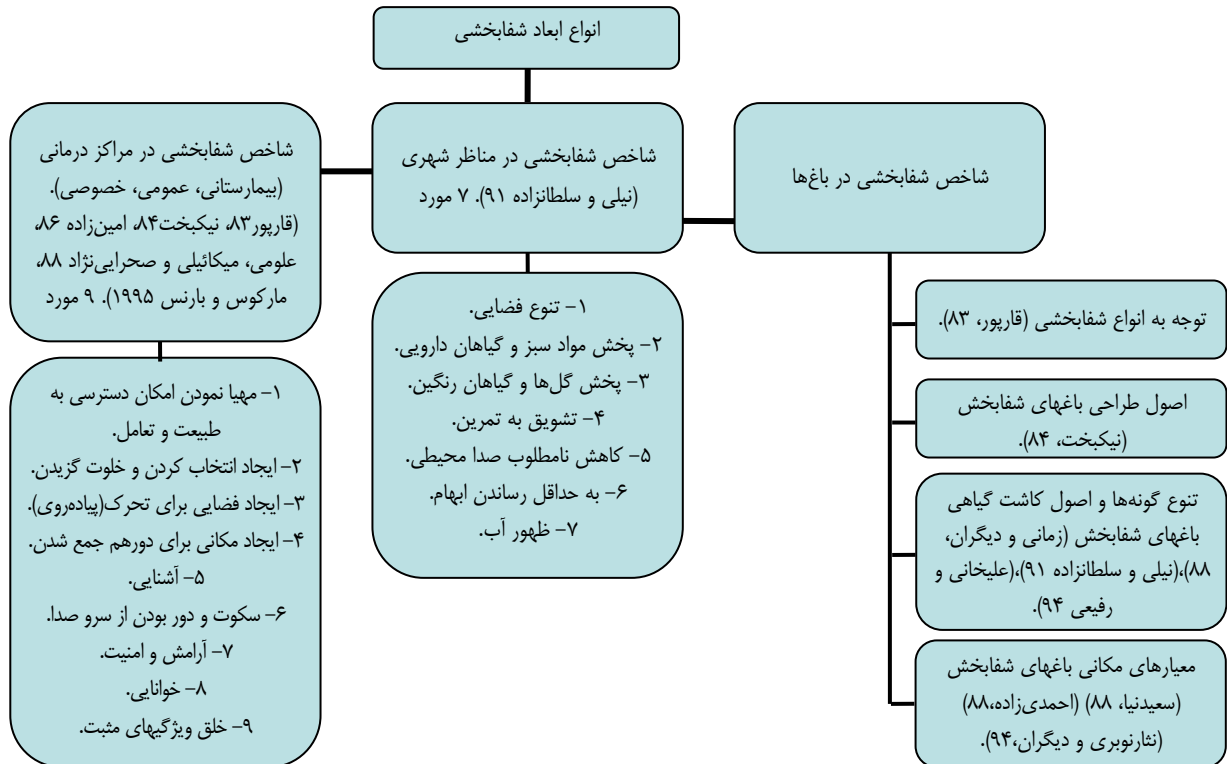 انواع ابعاد شفابخشی
شاخص شفابخشی در باغ‌ها
توجه به انواع شفابخشی (قارپور، ۸۳).
اصول طراحی باغهای شفابخش
(نیکبخت، ۸۴).
تنوع گونه‌ها و اصول کاشت گیاهی
باغهای شفابخش (زمانی و دیگران،
۸۸)،(نیلی و سلطانزاده ۹۱)،(علیخانی و
رفیعی ۹۴).
معیارهای مکانی باغهای شفابخش
(سعیدنیا، ۸۸) (احمدی‌زاده،۸۸)
(نثارنوبری و دیگران،۹۴).
شاخص شفابخشی در مناظر شهری
(نیلی و سلطانزاده ۹۱). ۷ مورد
۱- تنوع فضایی.
۲- پخش مواد سبز و گیاهان دارویی.
۳- پخش گل‌ها و گیاهان رنگین.
۴- تشویق به تمرین.
۵- کاهش نامطلوب صدا محیطی.
۶- به حداقل رساندن ابهام.
۷- ظهور آب.
شاخص شفابخشی در مراکز درمانی
(بیمارستانی، عمومی، خصوصی).
(قارپور۸۳، نیکبخت۸۴، امین‌زاده ۸۶،
علومی، میکائیلی و صحرایی‌نژاد ۸۸،
مارکوس و بارنس ۱۹۹۵). ۹ مورد
۱- مهیا نمودن امکان دسترسی به
طبیعت و تعامل.
۲- ایجاد انتخاب کردن و خلوت گزیدن.
۳- ایجاد فضایی برای تحرک(پیاده‌روی).
۴- ایجاد مکانی برای دورهم جمع شدن.
۵- آشنایی.
۶- سکوت و دور بودن از سرو صدا.
۷- آرامش و امنیت.
۸- خوانایی.
۹- خلق ویژگیهای مثبت.